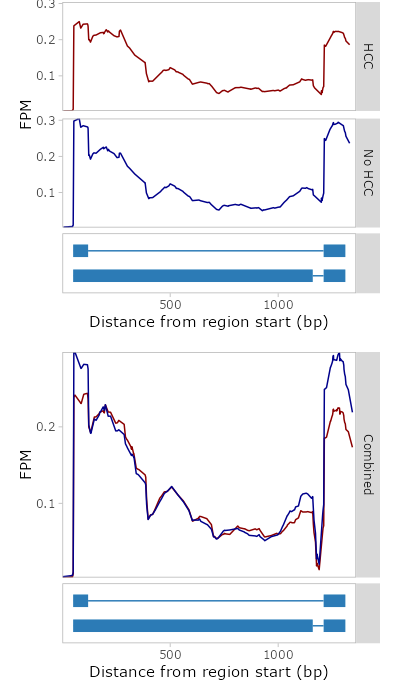 0.3
0.2
0.1
HCC
FPM
0.3
0.2
0.1
No HCC
500
1000
Distance from region start (bp)
0.2
0.1
FPM
Combined
500
1000
Distance from region start (bp)